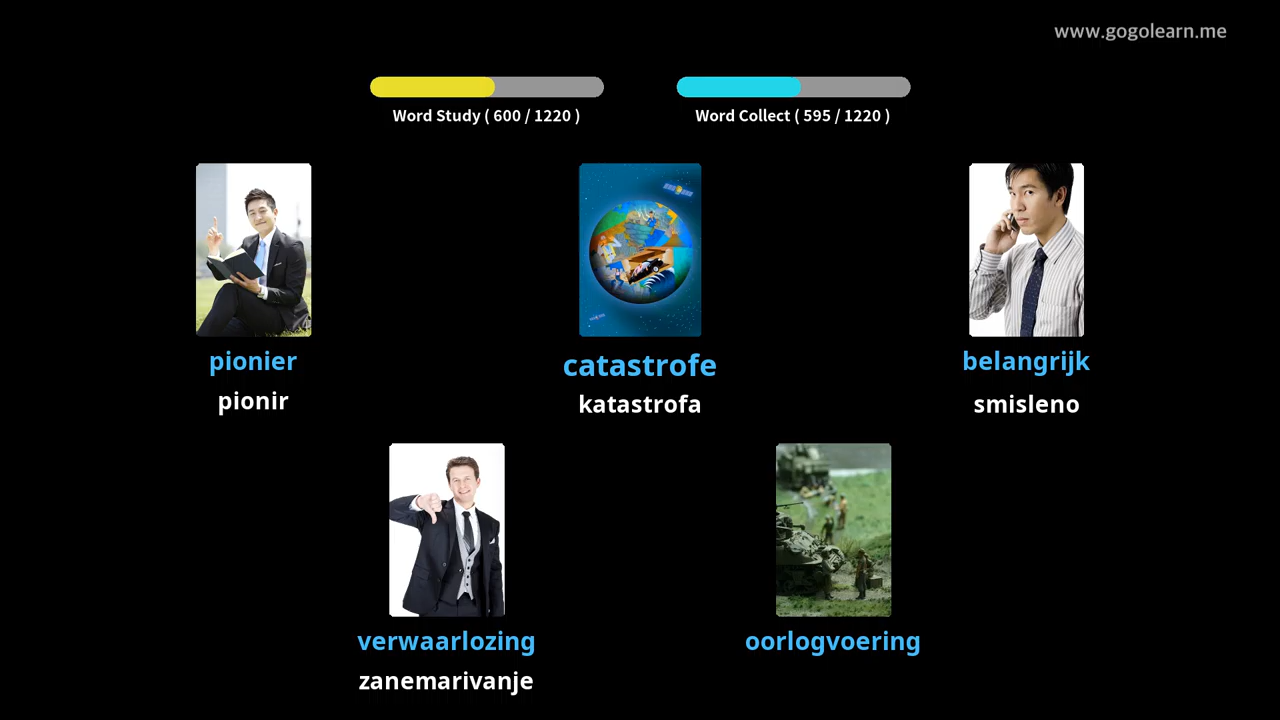 www.gogolearn.me
Word Study ( 600 / 1220 )
Word Collect ( 595 / 1220 )
pionier
pionir
catastrofe
katastrofa
belangrijk
smisleno
verwaarlozing
zanemarivanje
oorlogvoering